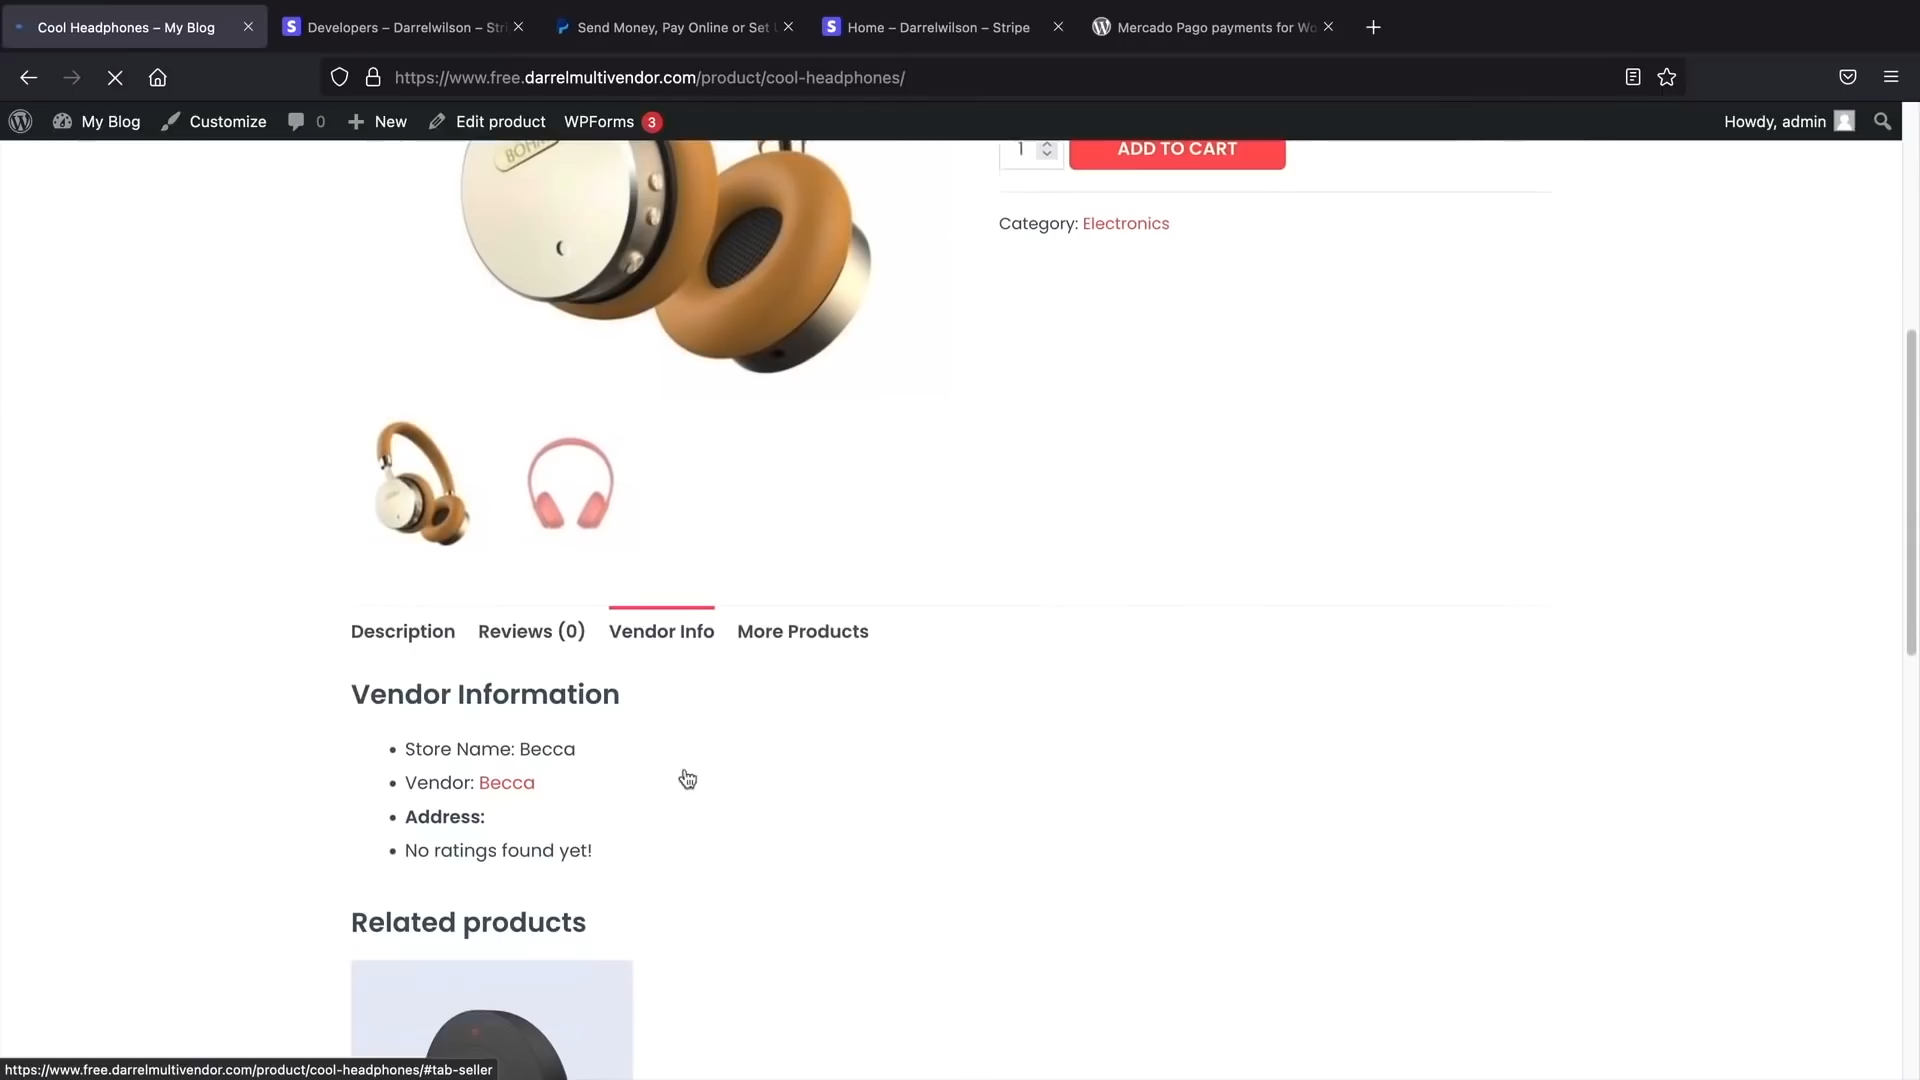 Cool Headphones – My Blog
Developers – Darrelwilson – Stri
Send Money, Pay Online or Set U
Home – Darrelwilson – Stripe
Mercado Pago payments for Wo
https://www.free.darrelmultivendor.com/product/cool-headphones/
My Blog
Customize
0
New
Edit product
WPForms 3
Howdy, admin
1
ADD TO CART
Category: Electronics
Description
Reviews (0)
Vendor Info
More Products
Vendor Information
• Store Name: Becca
• Vendor: Becca
• Address:
• No ratings found yet!
Related products
https://www.free.darrelmultivendor.com/product/cool-headphones/#tab-seller